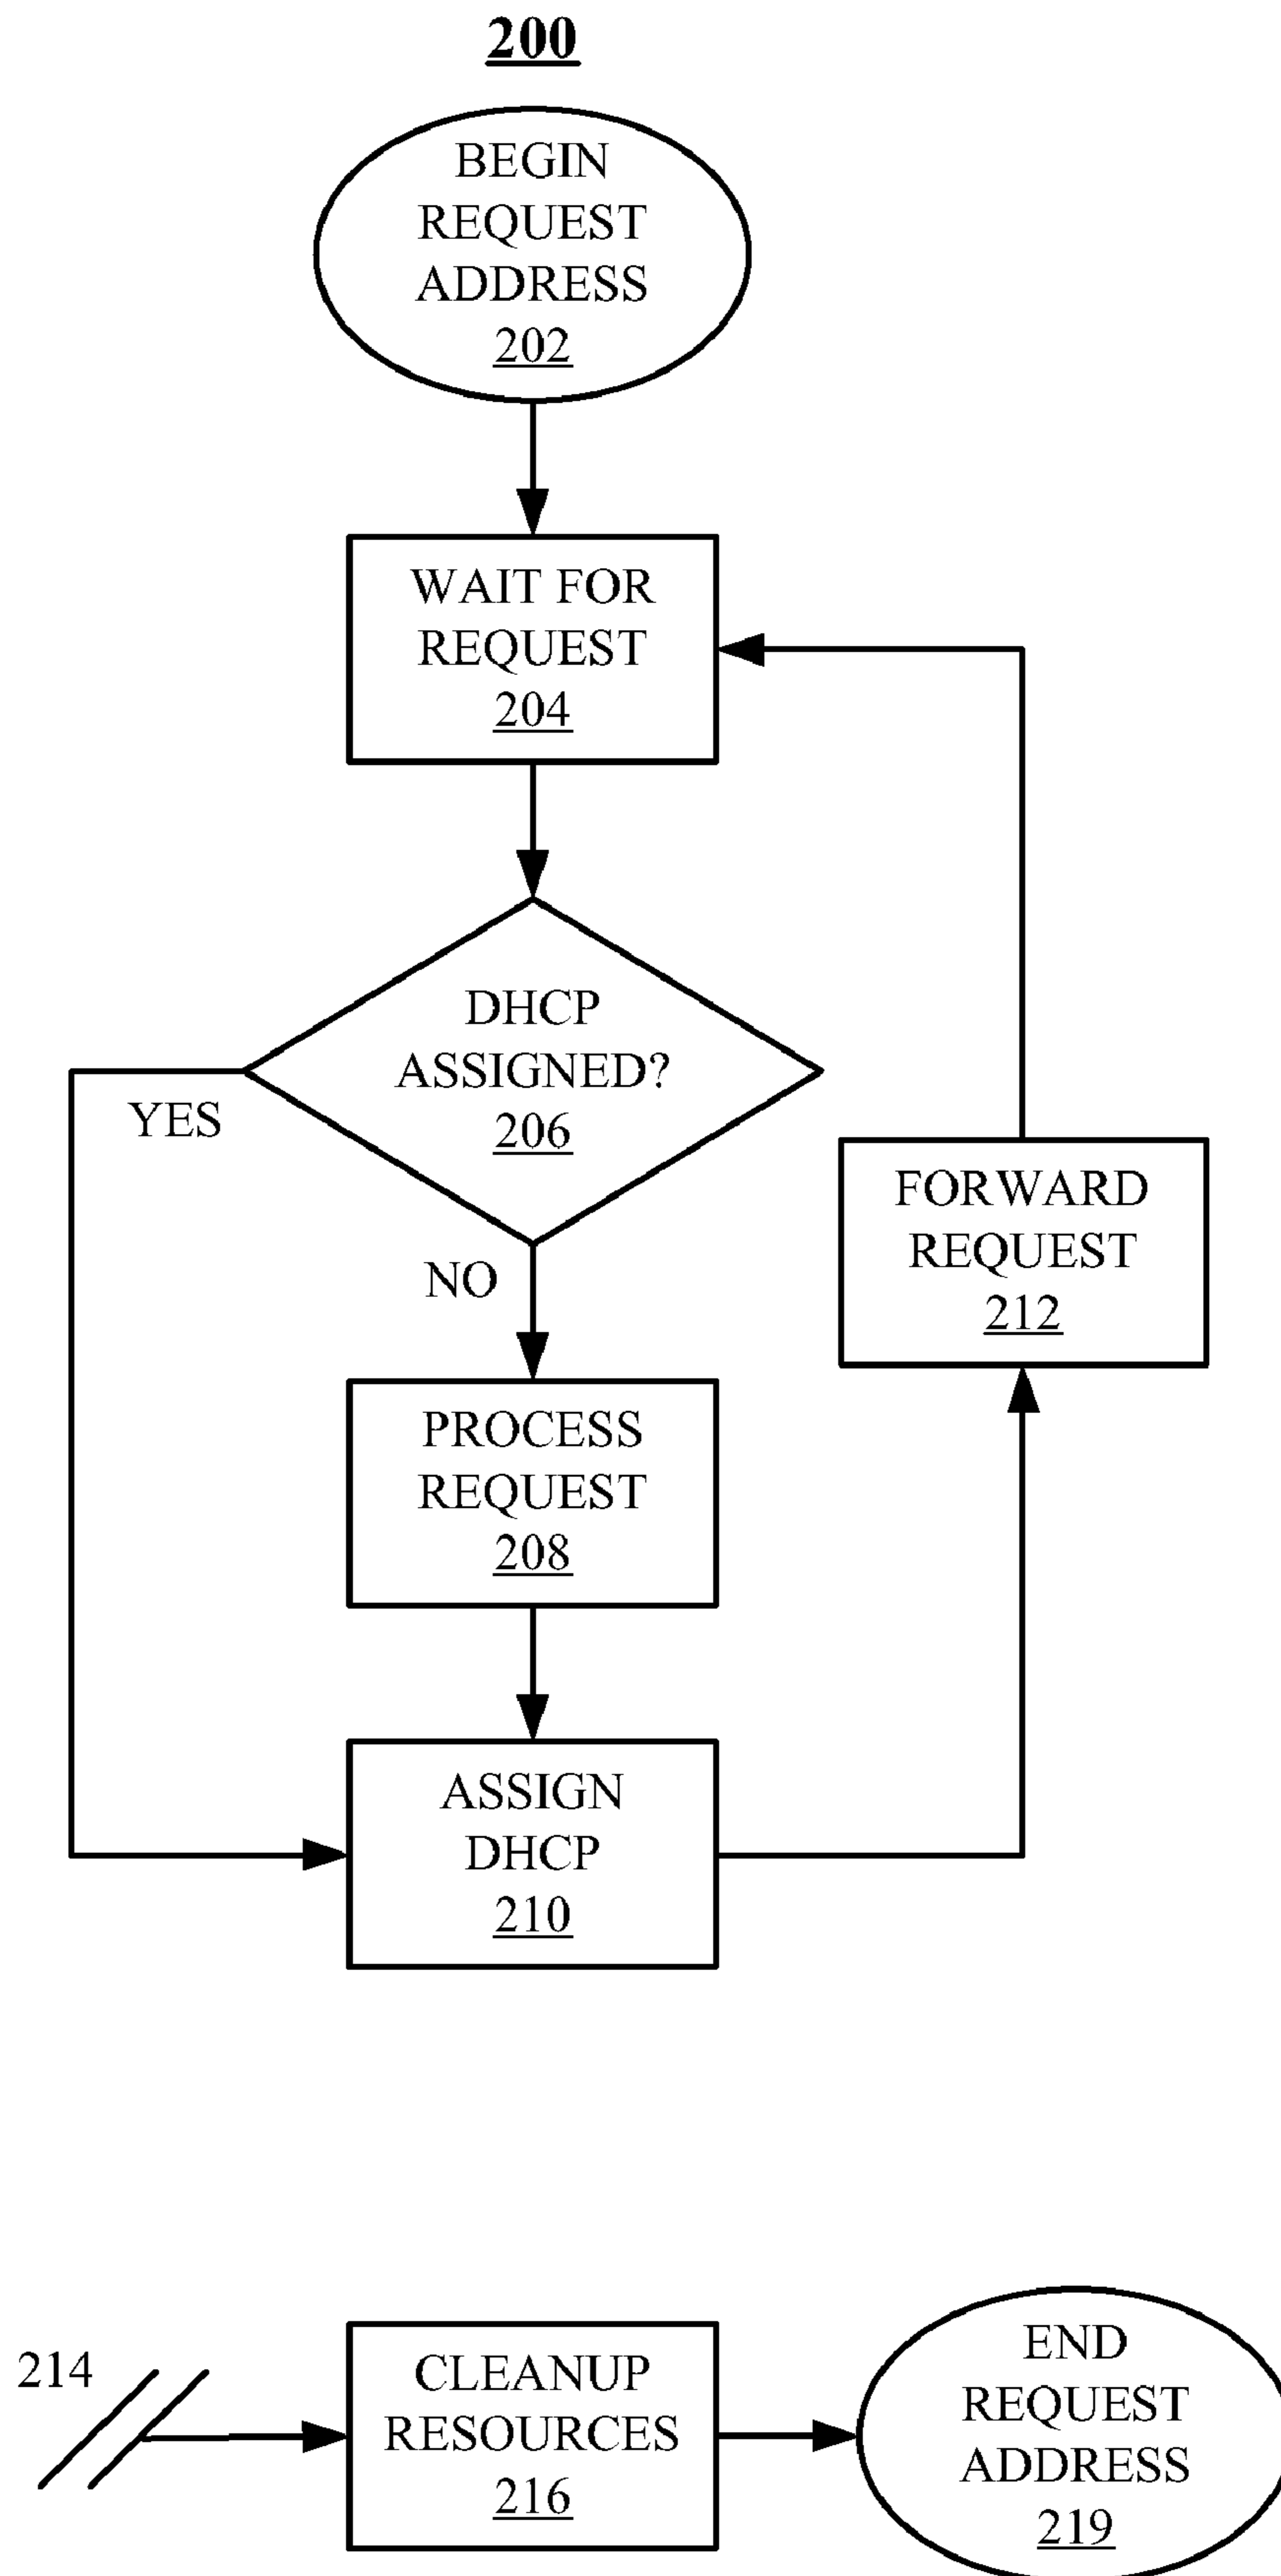 200
BEGIN
REQUEST
ADDRESS
202
WAIT FOR
REQUEST
204
DHCP
ASSIGNED?
206
YES
NO
FORWARD
REQUEST
212
PROCESS
REQUEST
208
ASSIGN
DHCP
210
214
CLEANUP
RESOURCES
216
END
REQUEST
ADDRESS
219